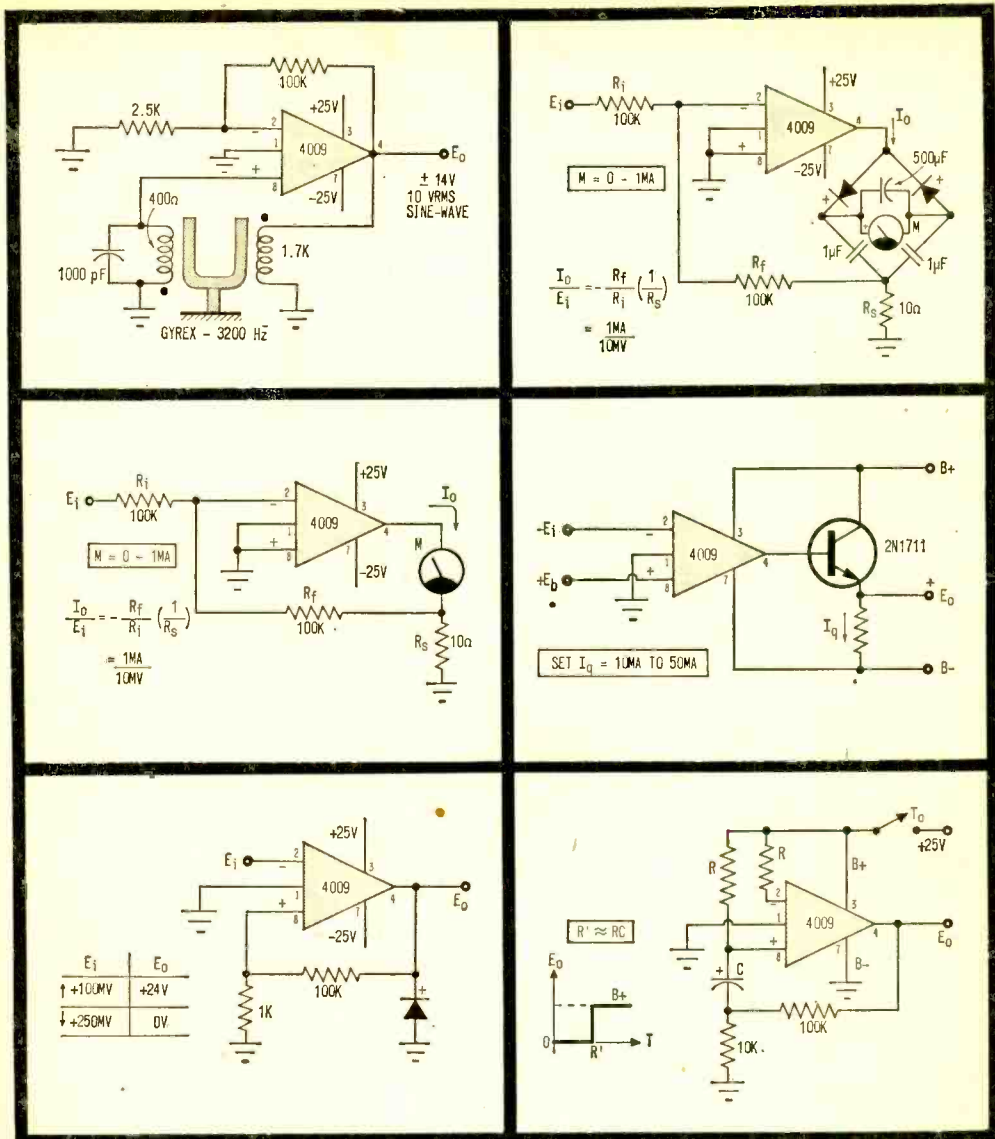 100K
2.5K
+25V
2
−
3
1
4009
4
E₀
+
8
7
−25V
± 14V
10 VRMS
SINE-WAVE
400Ω
1.7K
1000 pF
GYREX – 3200 Hz
+25V
Eᵢ
Rᵢ
100K
2
−
3
1
4009
4
I₀
+
8
7
−25V
500µF
M = 0 – 1MA
+
+
+
M
1µF
1µF
I₀/Eᵢ = – Rf/Rᵢ (1/Rs)
Rf
100K
Rs
10Ω
= 1MA/10MV
+25V
Eᵢ
Rᵢ
100K
2
−
3
1
4009
4
I₀
+
8
7
−25V
M
M = 0 – 1MA
I₀/Eᵢ = – Rf/Rᵢ (1/Rs)
Rf
100K
Rs
10Ω
= 1MA/10MV
B+
-Eᵢ
2
−
3
1
4009
4
2N1711
+E_b
+
8
7
+
E₀
I_q
SET I_q = 10MA TO 50MA
B-
+25V
Eᵢ
2
−
3
1
4009
4
E₀
+
8
7
−25V
Eᵢ E₀
↑ +100MV +24V
↓ +250MV 0V
100K
+
1K
T₀
+25V
R
R
B+
2
−
3
1
4009
4
E₀
+
8
7
B-
R' ≈ RC
+
C
E₀
B+
0
R'
T
100K
10K